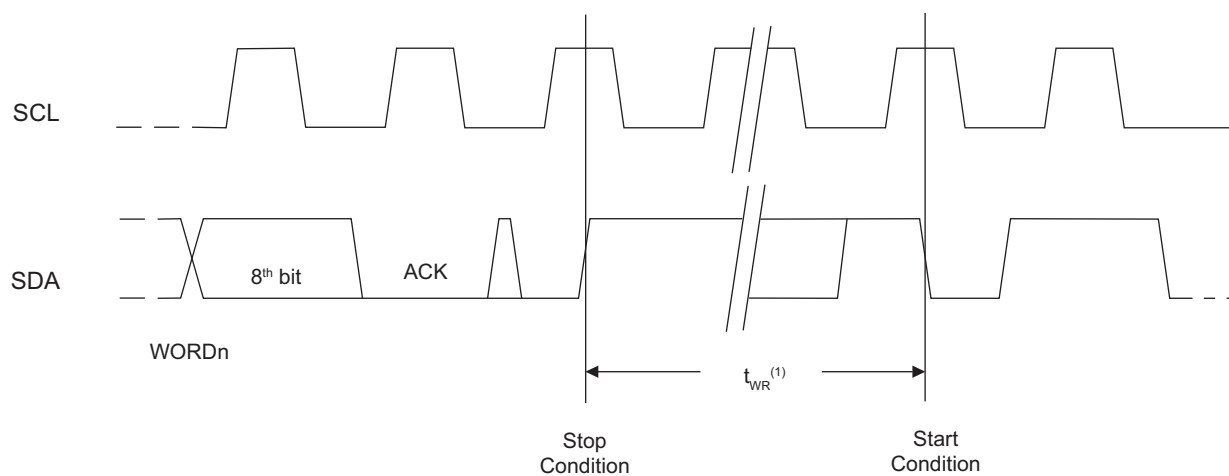 SCL
SDA
8th bit
ACK
WORDn
tWR(1)
Stop
Condition
Start
Condition